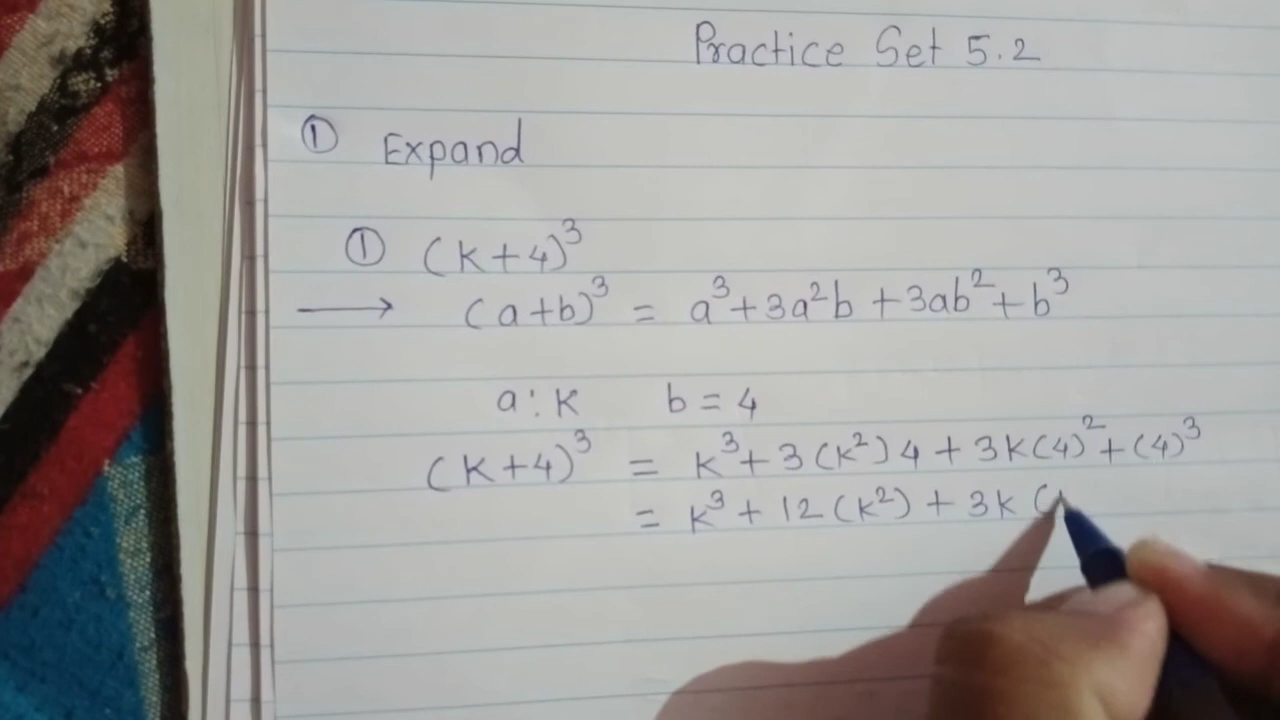 Practice Set 5.2
① Expand
① (k+4)³
⟶ (a+b)³ = a³+3a²b+3ab²+b³
a:k b=4
(k+4)³ = k³+3(k²)4+3k(4)²+(4)³
= k³+12(k²)+3k(